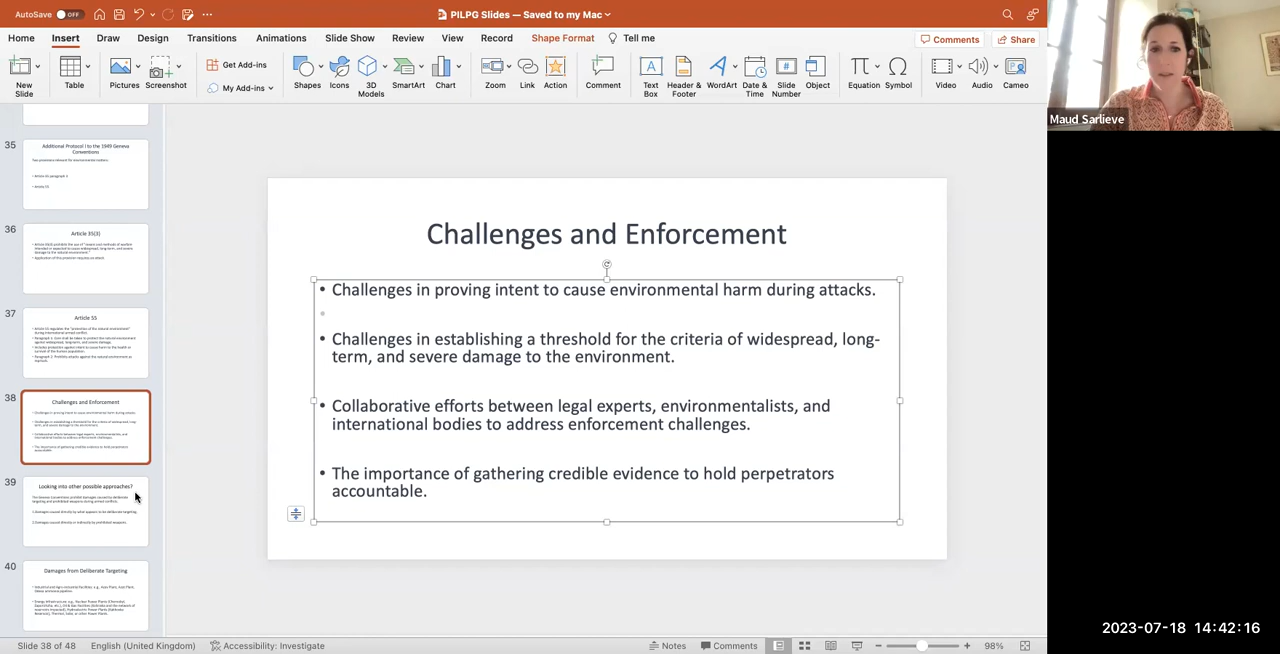 AutoSave OFF PILPG Slides — Saved to my Mac
Home Insert Draw Design Transitions Animations Slide Show Review View Record Shape Format Tell me Comments Share
New Slide
Table
Pictures
Screenshot
Get Add-ins
My Add-ins
Shapes
Icons
3D Models
SmartArt
Chart
Zoom
Link
Action
Comment
Text Box
Header & Footer
WordArt
Date & Time
Slide Number
Object
Equation
Symbol
Video
Audio
Cameo
Maud Sarlieve
35
Additional Protocol I to the 1949 Geneva
Conventions
36
Article 35(3)
37
Article 55
38
Challenges and Enforcement
39
Looking into other possible approaches?
40
Damages from Deliberate Targeting
Challenges and Enforcement
• Challenges in proving intent to cause environmental harm during attacks.
• Challenges in establishing a threshold for the criteria of widespread, long-
term, and severe damage to the environment.
• Collaborative efforts between legal experts, environmentalists, and
international bodies to address enforcement challenges.
• The importance of gathering credible evidence to hold perpetrators
accountable.
2023-07-18 14:42:16
Slide 38 of 48 English (United Kingdom) Accessibility: Investigate Notes Comments 98%